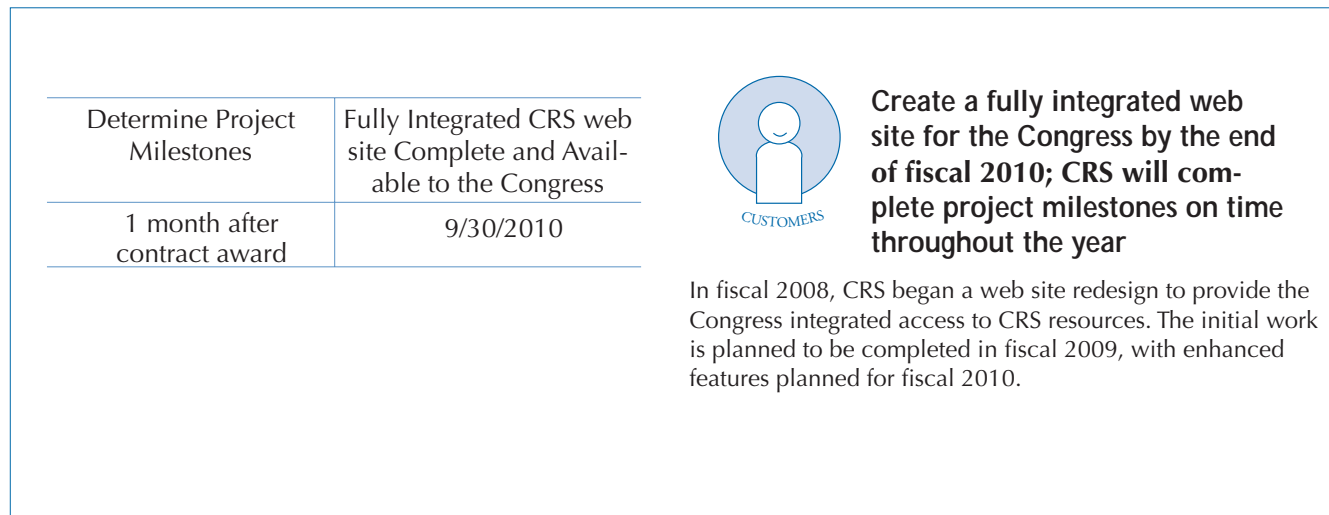 Determine Project
Milestones
Fully Integrated CRS web
site Complete and Avail-
able to the Congress
1 month after
contract award
9/30/2010
CUSTOMERS
Create a fully integrated web
site for the Congress by the end
of fiscal 2010; CRS will com-
plete project milestones on time
throughout the year
In fiscal 2008, CRS began a web site redesign to provide the
Congress integrated access to CRS resources. The initial work
is planned to be completed in fiscal 2009, with enhanced
features planned for fiscal 2010.